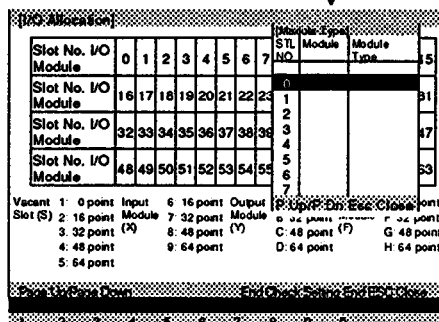 [I/O Allocation]
[Module Type]
STL NO Module Module Type
0
1
2
3
4
5
6
7
P.Up/P.Dn Esc:Close
Slot No. I/O Module 0 1 2 3 4 5 6 7 15
Slot No. I/O Module 16 17 18 19 20 21 22 23 31
Slot No. I/O Module 32 33 34 35 36 37 38 39 47
Slot No. I/O Module 48 49 50 51 52 53 54 55 63
Vacant Slot (S) 1: 0 point
2: 16 point
3: 32 point
4: 48 point
5: 64 point
Input Module (X) 6: 16 point
7: 32 point
8: 48 point
9: 64 point
Output Module (Y)
B: 32 point
C: 48 point
D: 64 point
(F)
F: 32 point
G: 48 point
H: 64 point
Page Up/Page Down End:Check Setting End ESC:Close